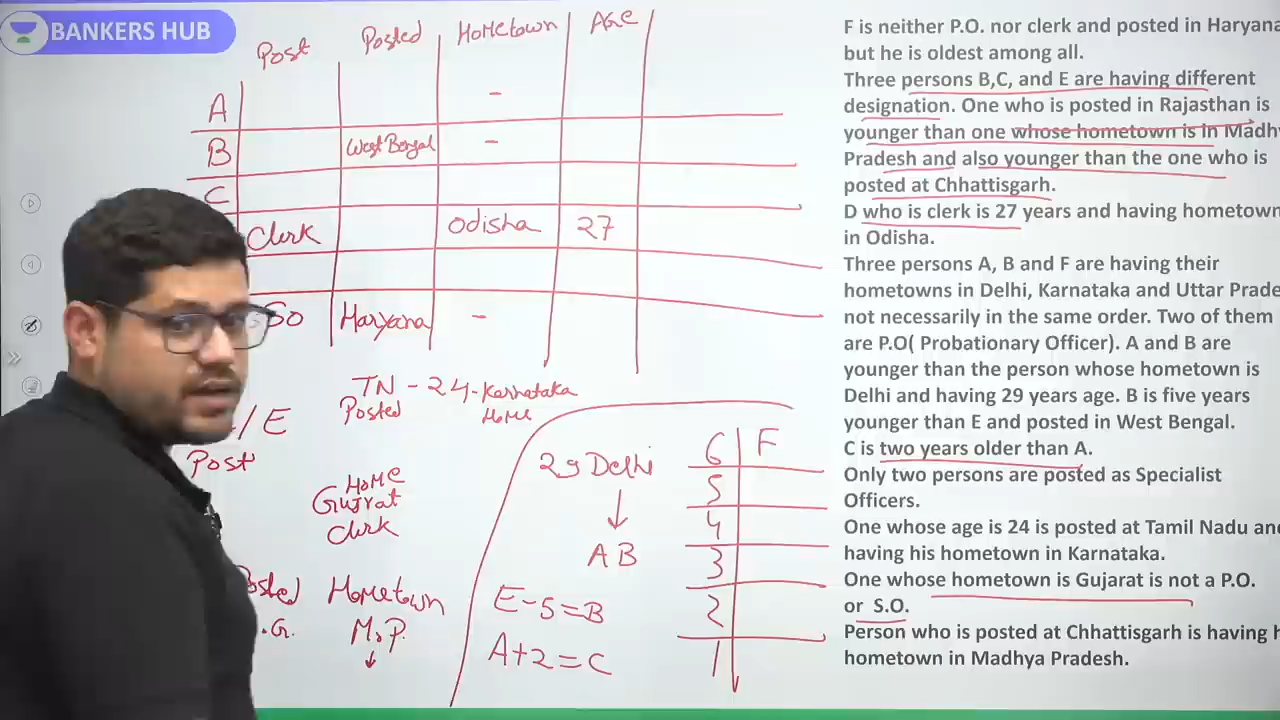 BANKERS HUB
Post Posted Hometown AGE
A -
B West Bengal -
C
Clerk Odisha 27
SO Haryana -
/E
Post
TN - 24 - Karnataka
Posted Home
HOME
Gujrat
Clerk
Hometown
.G. M.P.
29 Delhi
A B
E-5=B
A+2=C
6 F
5
4
3
2
1
F is neither P.O. nor clerk and posted in Haryana
but he is oldest among all.
Three persons B,C, and E are having different
designation. One who is posted in Rajasthan is
younger than one whose hometown is in Madhy
Pradesh and also younger than the one who is
posted at Chhattisgarh.
D who is clerk is 27 years and having hometown
in Odisha.
Three persons A, B and F are having their
hometowns in Delhi, Karnataka and Uttar Prade
not necessarily in the same order. Two of them
are P.O( Probationary Officer). A and B are
younger than the person whose hometown is
Delhi and having 29 years age. B is five years
younger than E and posted in West Bengal.
C is two years older than A.
Only two persons are posted as Specialist
Officers.
One whose age is 24 is posted at Tamil Nadu and
having his hometown in Karnataka.
One whose hometown is Gujarat is not a P.O.
or S.O.
Person who is posted at Chhattisgarh is having h
hometown in Madhya Pradesh.